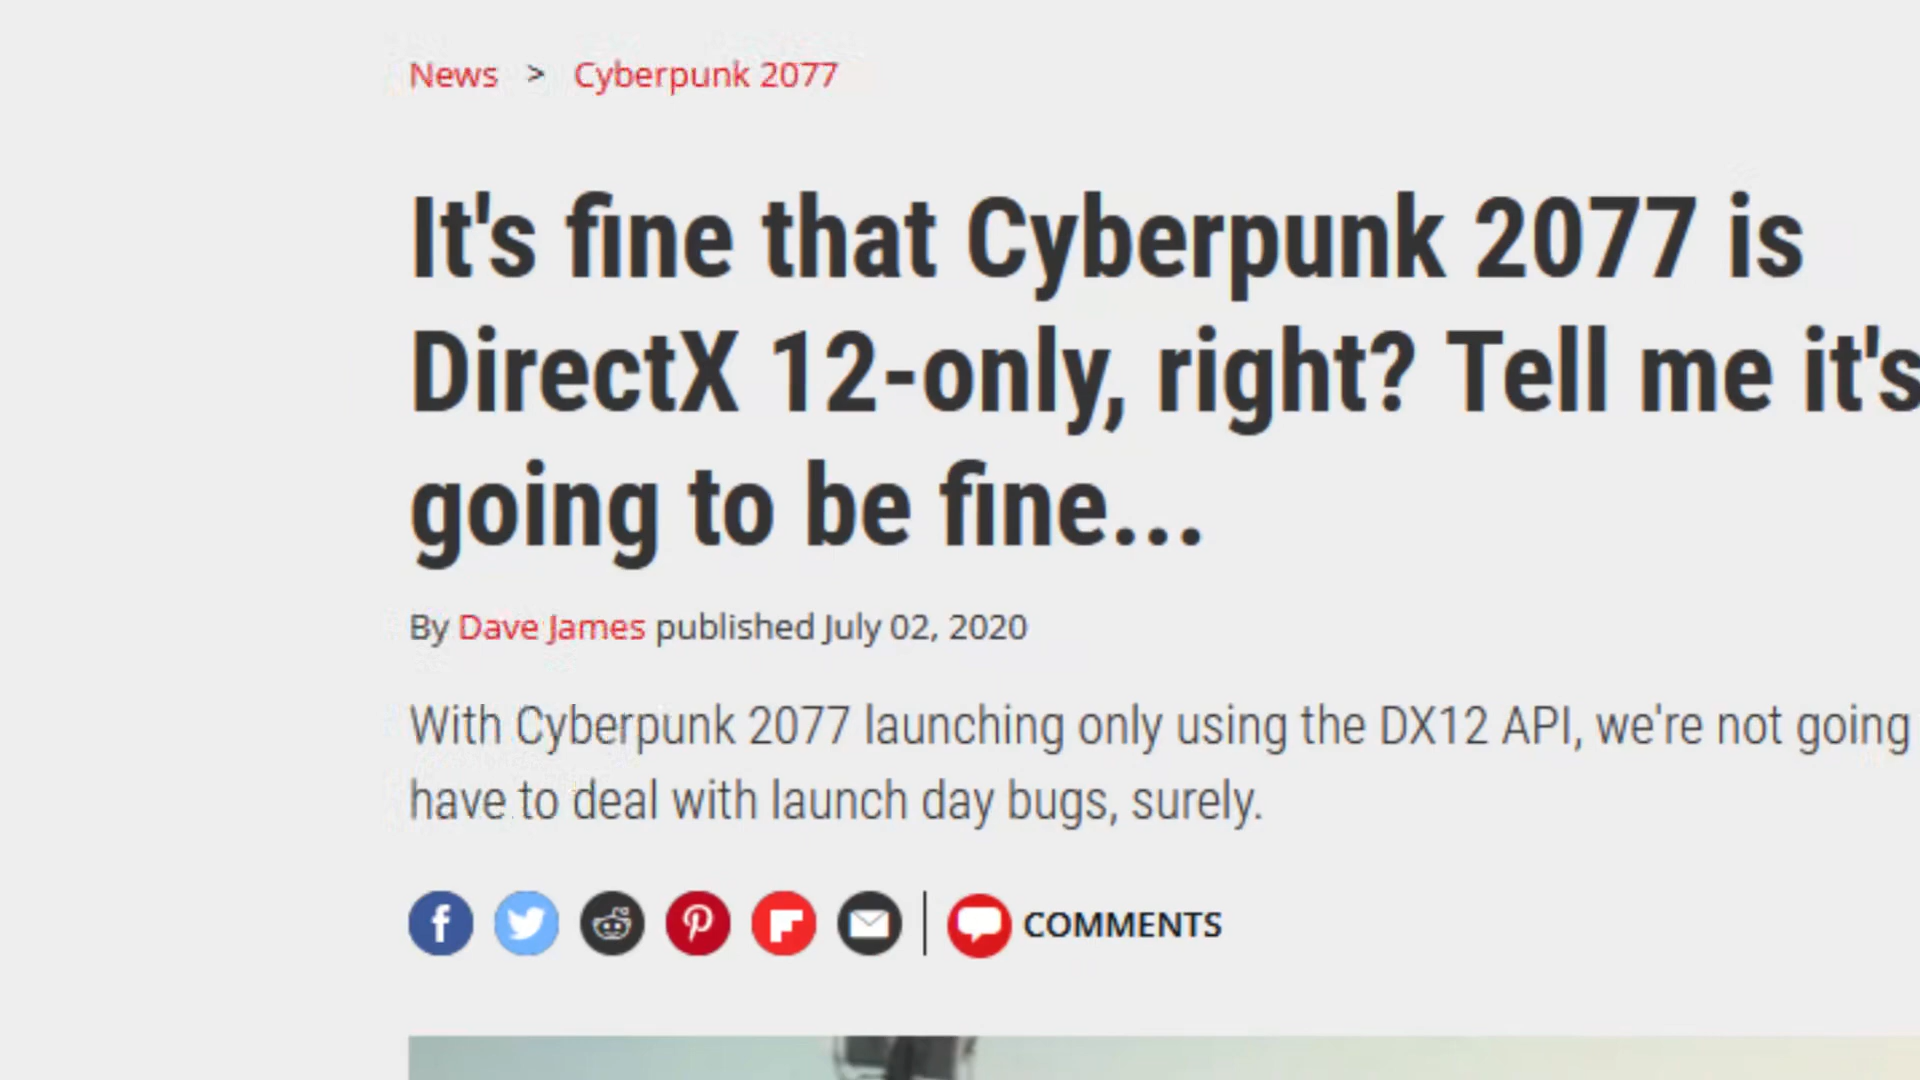 News > Cyberpunk 2077
It's fine that Cyberpunk 2077 is
DirectX 12-only, right? Tell me it's
going to be fine...
By Dave James published July 02, 2020
With Cyberpunk 2077 launching only using the DX12 API, we're not going
have to deal with launch day bugs, surely.
COMMENTS